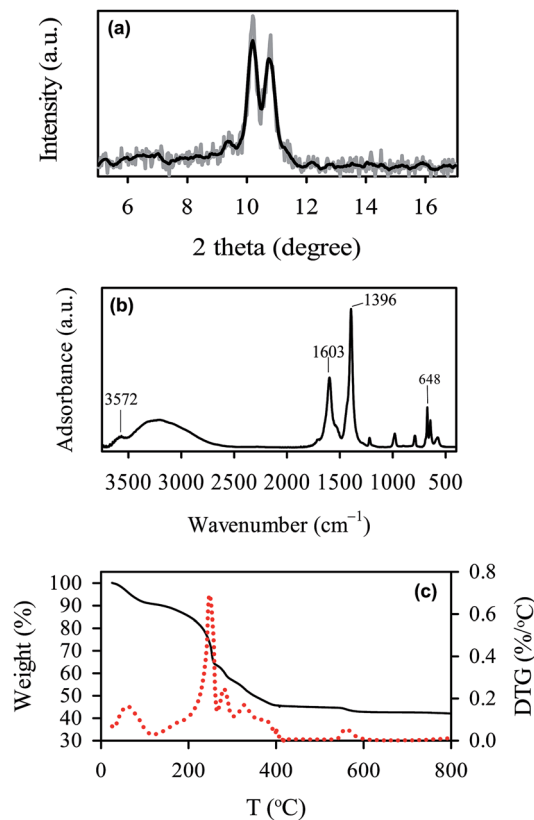 (a)
Intensity (a.u.)
6 8 10 12 14 16
2 theta (degree)
(b)
Adsorbance (a.u.)
3572
1603
1396
648
3500 3000 2500 2000 1500 1000 500
Wavenumber (cm⁻¹)
(c)
Weight (%)
100
90
80
70
60
50
40
30
DTG (%/ºC)
0.8
0.6
0.4
0.2
0.0
0 200 400 600 800
T (ºC)